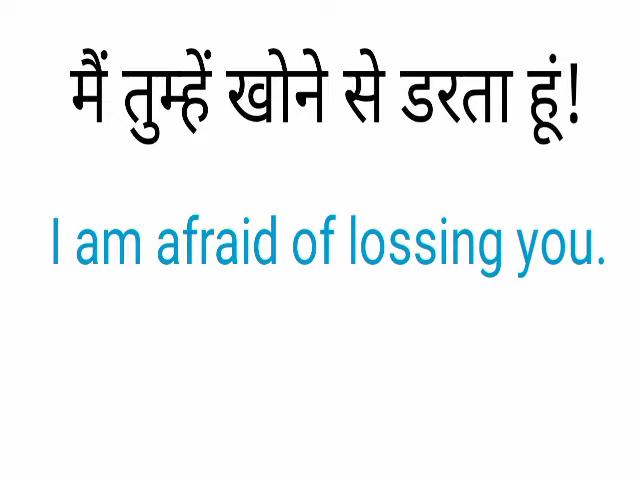 मैं तुम्हें खोने से डरता हूं!
I am afraid of lossing you.